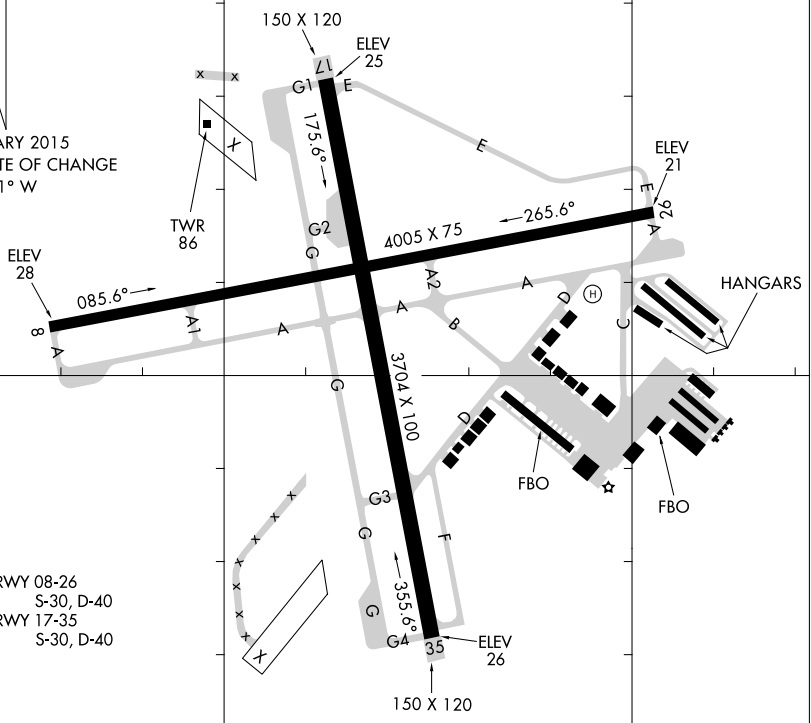 150 X 120
17
ELEV
25
x
x
G1
E
ARY 2015
TE OF CHANGE
1° W
X
175.6°
E
ELEV
21
TWR
86
E
26
G2
4005 X 75
265.6°
A
G
ELEV
28
A2
A
D
H
HANGARS
085.6°
8
A1
A
A
B
C
A
G
3704 X 100
D
FBO
FBO
G3
x
x
x
G
F
x
x
x
x
RWY 08-26
S-30, D-40
RWY 17-35
S-30, D-40
355.6°
G
G4
35
X
ELEV
26
150 X 120